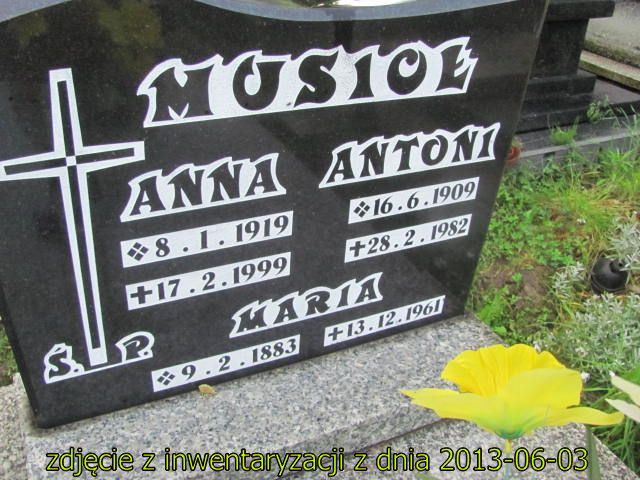 MUSIOŁ
ANNA
❖8.1.1919
+17.2.1999
ANTONI
❖16.6.1909
+28.2.1982
MARIA
❖9.2.1883
+13.12.1961
Ś. P.
zdjęcie z inwentaryzacji z dnia 2013-06-03